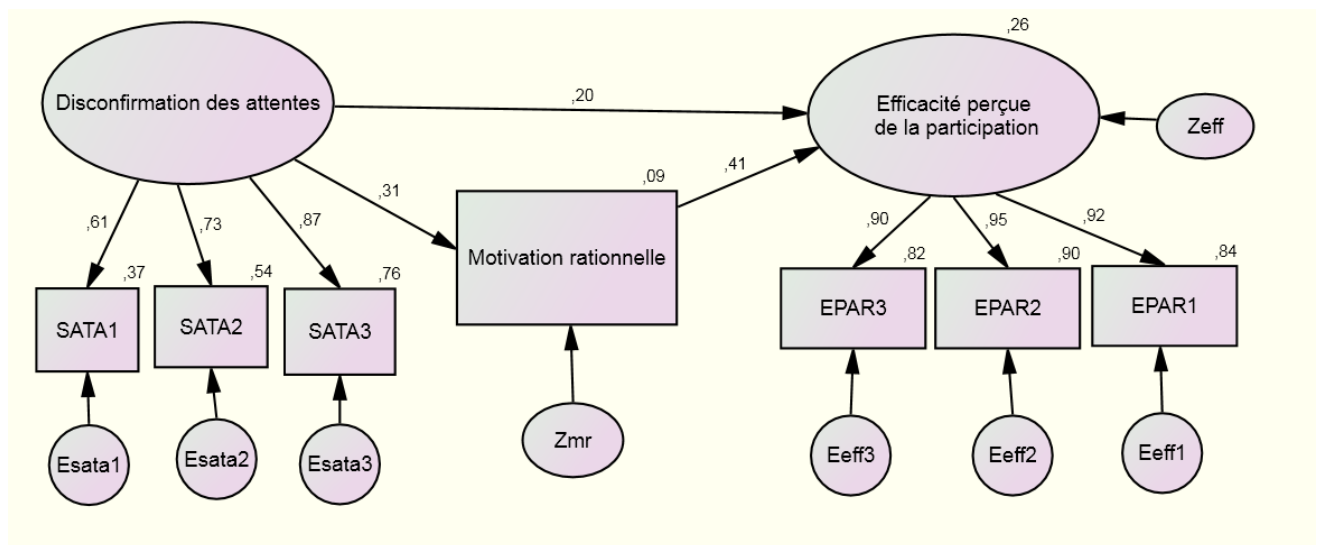 ,26
Disconfirmation des attentes
,20
Efficacité perçue
de la participation
Zeff
,31
,41
,09
Motivation rationnelle
,61
,73
,87
,90
,95
,92
,37
,54
,76
,82
,90
,84
SATA1
SATA2
SATA3
EPAR3
EPAR2
EPAR1
Esata1
Esata2
Esata3
Zmr
Eeff3
Eeff2
Eeff1